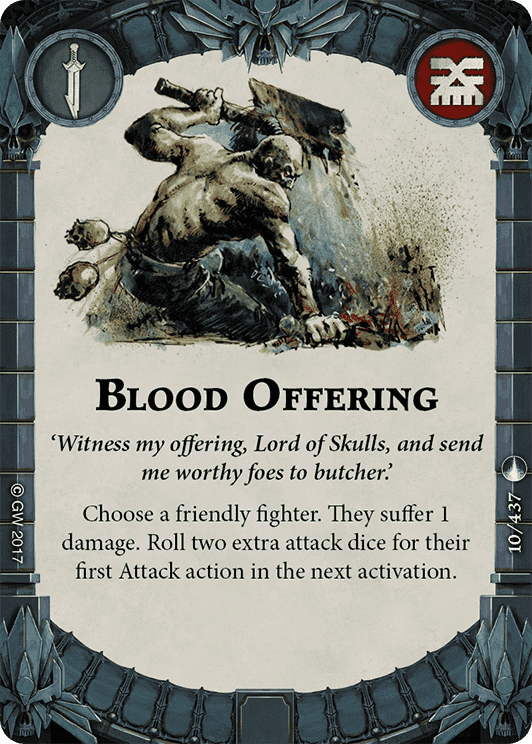 BLOOD OFFERING
‘Witness my offering, Lord of Skulls, and send
me worthy foes to butcher.’
Choose a friendly fighter. They suffer 1
damage. Roll two extra attack dice for their
first Attack action in the next activation.
© GW 2017
10/437